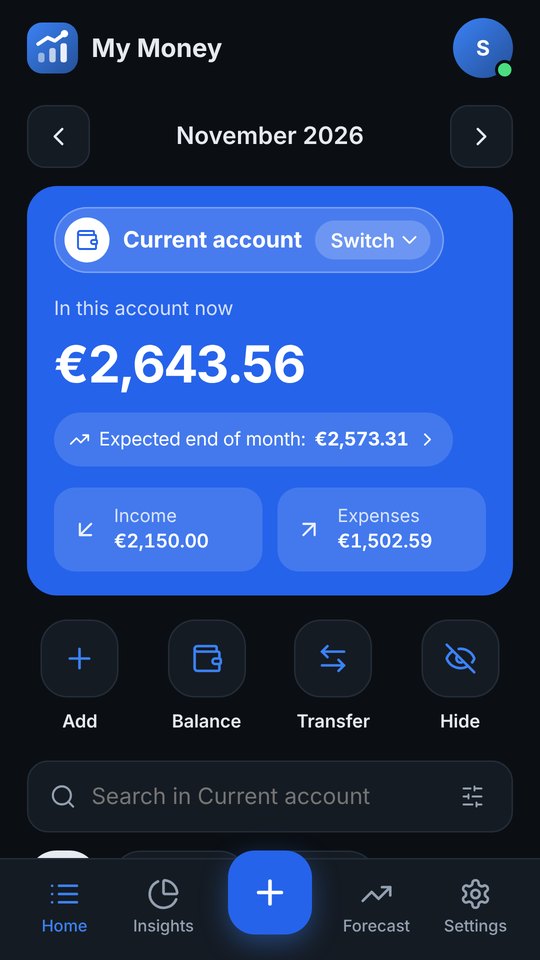 My Money
S
November 2026
Current account
Switch
In this account now
€2,643.56
Expected end of month: €2,573.31
Income
€2,150.00
Expenses
€1,502.59
Add
Balance
Transfer
Hide
Search in Current account
Home
Insights
Forecast
Settings